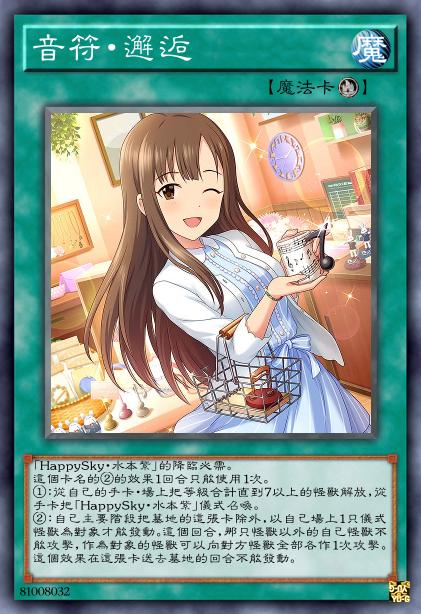 音符・邂逅
魔
【魔法卡】
「HappySky・水本紫」的降臨必需。
這個卡名的②的效果1回合只能使用1次。
①:從自己的手卡・場上把等級合計直到7以上的怪獸解放,從
手卡把「HappySky・水本紫」儀式召喚。
②:自己主要階段把墓地的這張卡除外,以自己場上1只儀式
怪獸為對象才能發動。這個回合,那只怪獸以外的自己怪獸不
能攻擊,作為對象的怪獸可以向對方怪獸全部各作1次攻擊。
這個效果在這張卡送去墓地的回合不能發動。
81008032